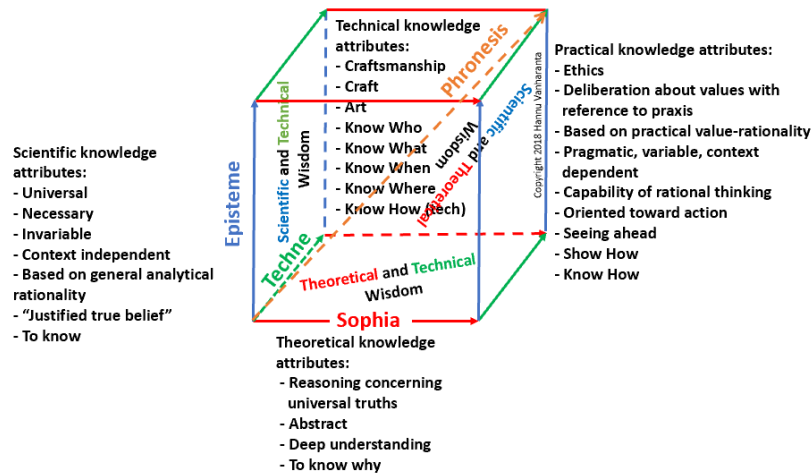 Technical knowledge
attributes:
- Craftsmanship
- Craft
- Art
- Know Who
- Know What
- Know When
- Know Where
- Know How (tech)
Phronesis
Practical knowledge attributes:
- Ethics
- Deliberation about values with
reference to praxis
- Based on practical value-rationality
- Pragmatic, variable, context
dependent
- Capability of rational thinking
- Oriented toward action
- Seeing ahead
- Show How
- Know How
Copyright 2018 Hannu Vanharanta
Scientific and Theoretical
Wisdom
Scientific and Technical
Wisdom
Scientific knowledge
attributes:
- Universal
- Necessary
- Invariable
- Context independent
- Based on general analytical
rationality
- “Justified true belief”
- To know
Episteme
Techne
Theoretical and Technical
Wisdom
Sophia
Theoretical knowledge
attributes:
- Reasoning concerning
universal truths
- Abstract
- Deep understanding
- To know why